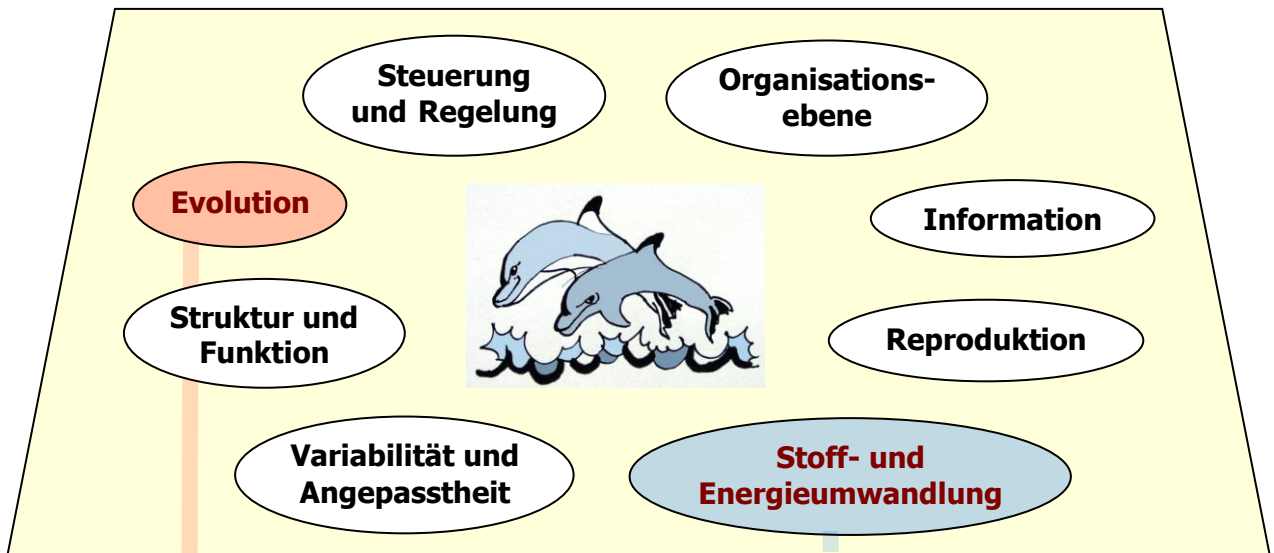 Steuerung
und Regelung
Organisations-
ebene
Evolution
Information
Struktur und
Funktion
Reproduktion
Variabilität und
Angepasstheit
Stoff- und
Energieumwandlung